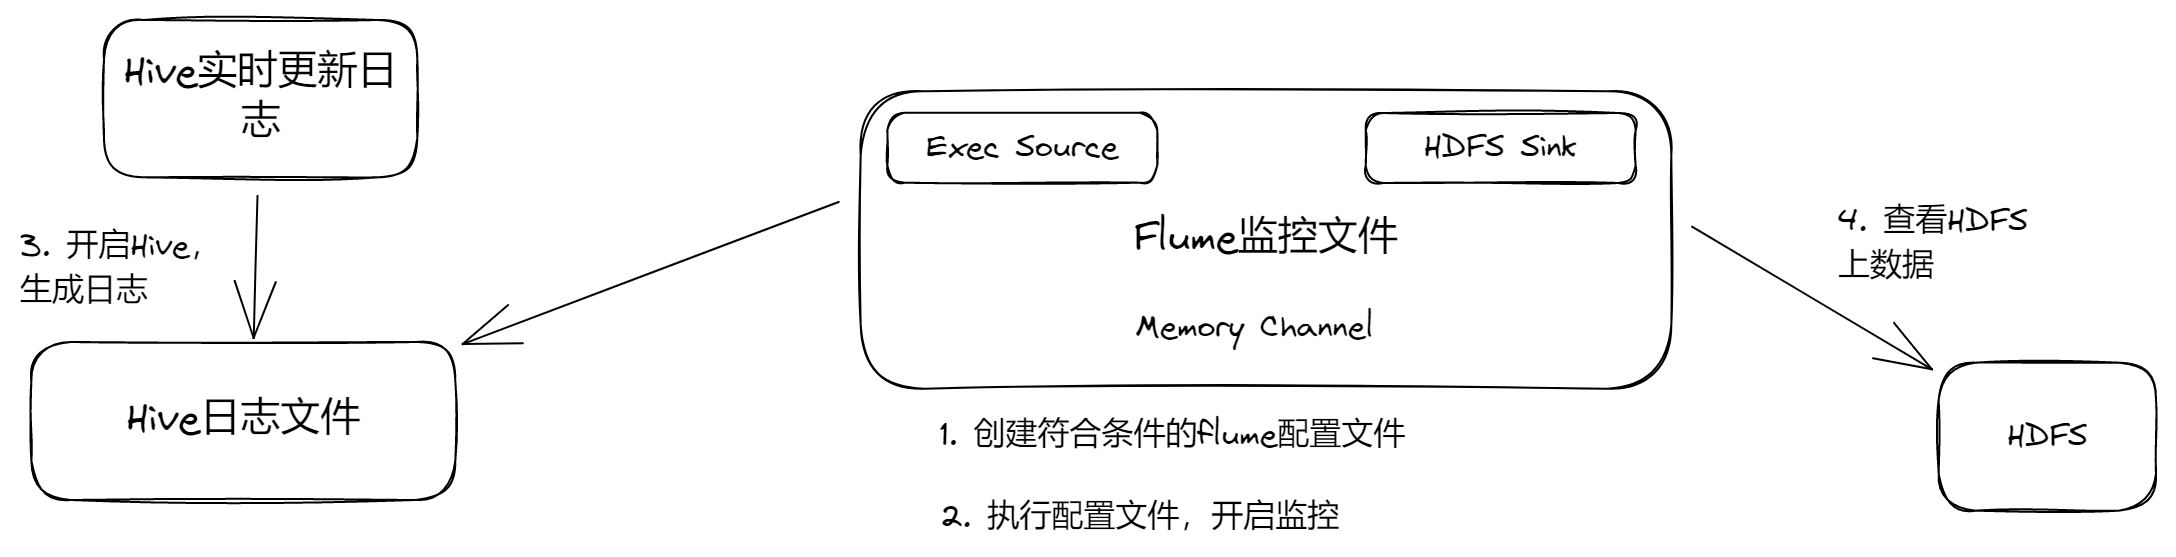 Hive实时更新日
志
3. 开启Hive,
生成日志
Hive日志文件
Exec Source
HDFS Sink
Flume监控文件
Memory Channel
1. 创建符合条件的flume配置文件
2. 执行配置文件，开启监控
4. 查看HDFS
上数据
HDFS